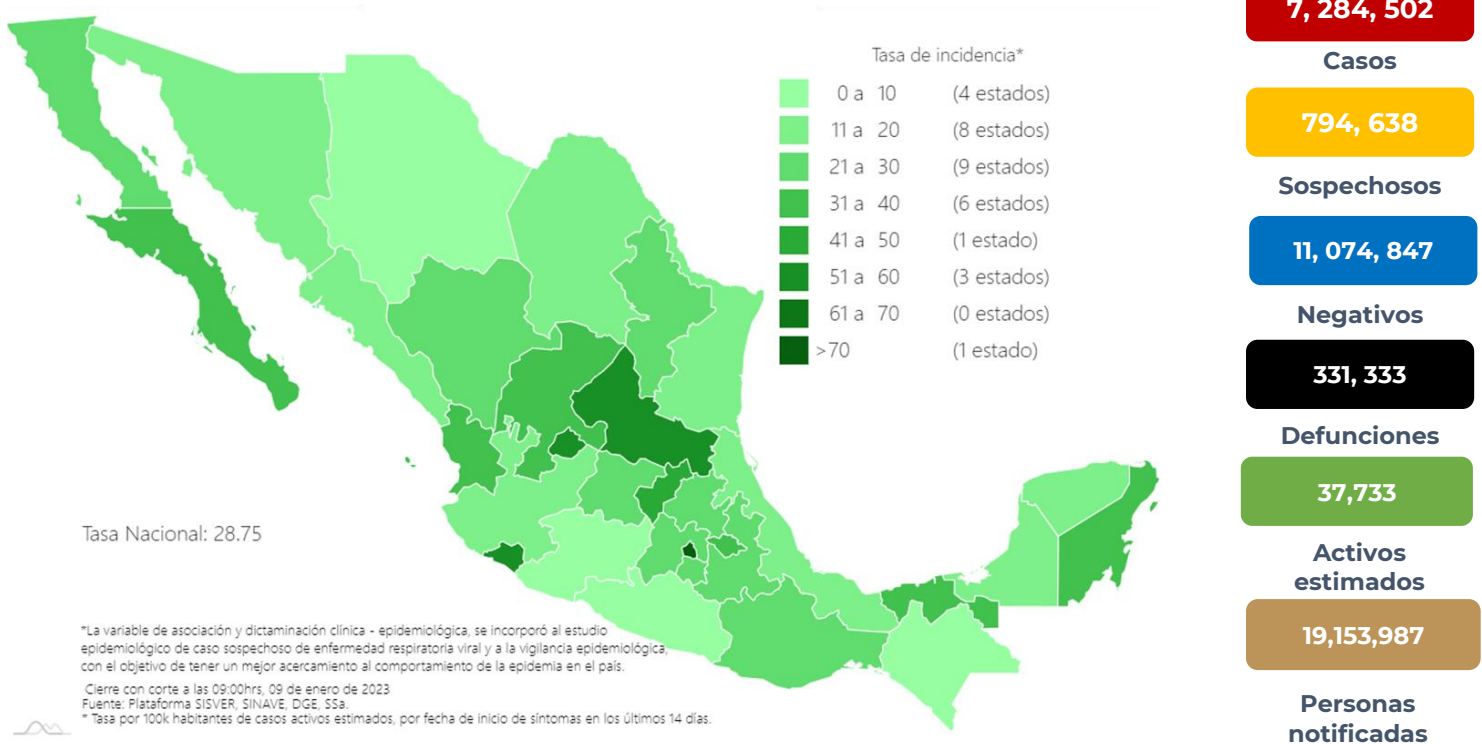 Tasa de incidencia*
0 a 10 (4 estados)
11 a 20 (8 estados)
21 a 30 (9 estados)
31 a 40 (6 estados)
41 a 50 (1 estado)
51 a 60 (3 estados)
61 a 70 (0 estados)
>70 (1 estado)
Tasa Nacional: 28.75
*La variable de asociación y dictaminación clínica - epidemiológica, se incorporó al estudio
epidemiológico de caso sospechoso de enfermedad respiratoria viral y a la vigilancia epidemiológica,
con el objetivo de tener un mejor acercamiento al comportamiento de la epidemia en el país.
Cierre con corte a las 09:00hrs, 09 de enero de 2023
Fuente: Plataforma SISVER, SINAVE, DGE, SSa.
* Tasa por 100k habitantes de casos activos estimados, por fecha de inicio de síntomas en los últimos 14 días.
7, 284, 502
Casos
794, 638
Sospechosos
11, 074, 847
Negativos
331, 333
Defunciones
37,733
Activos
estimados
19,153,987
Personas
notificadas